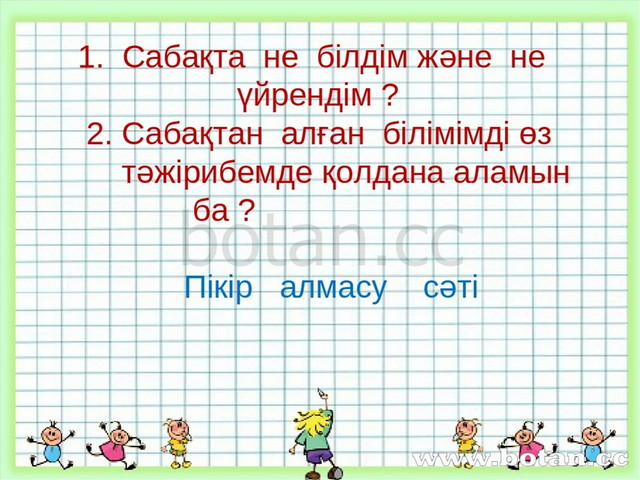 1. Сабақта не білдім және не
үйрендім ?
2. Сабақтан алған білімімді өз
тәжірибемде қолдана аламын
ба ?
botan.cc
Пікір алмасу сәті
www.botan.cc